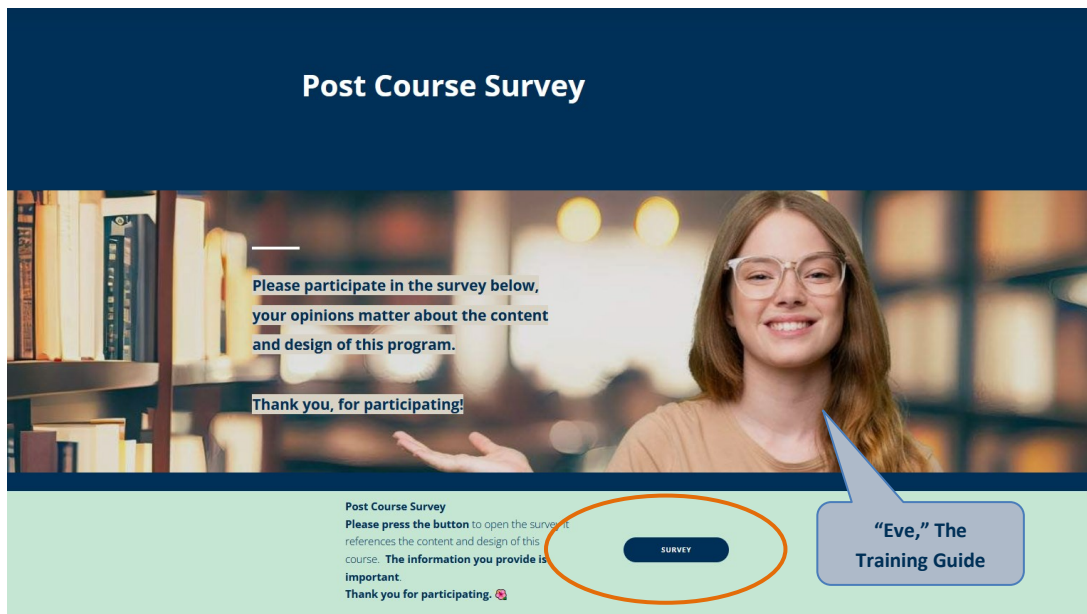 Post Course Survey
Please participate in the survey below,
your opinions matter about the content
and design of this program.
Thank you, for participating!
Post Course Survey
Please press the button to open the survey it
references the content and design of this
course. The information you provide is
important.
Thank you for participating. 🌺
SURVEY
“Eve,” The
Training Guide